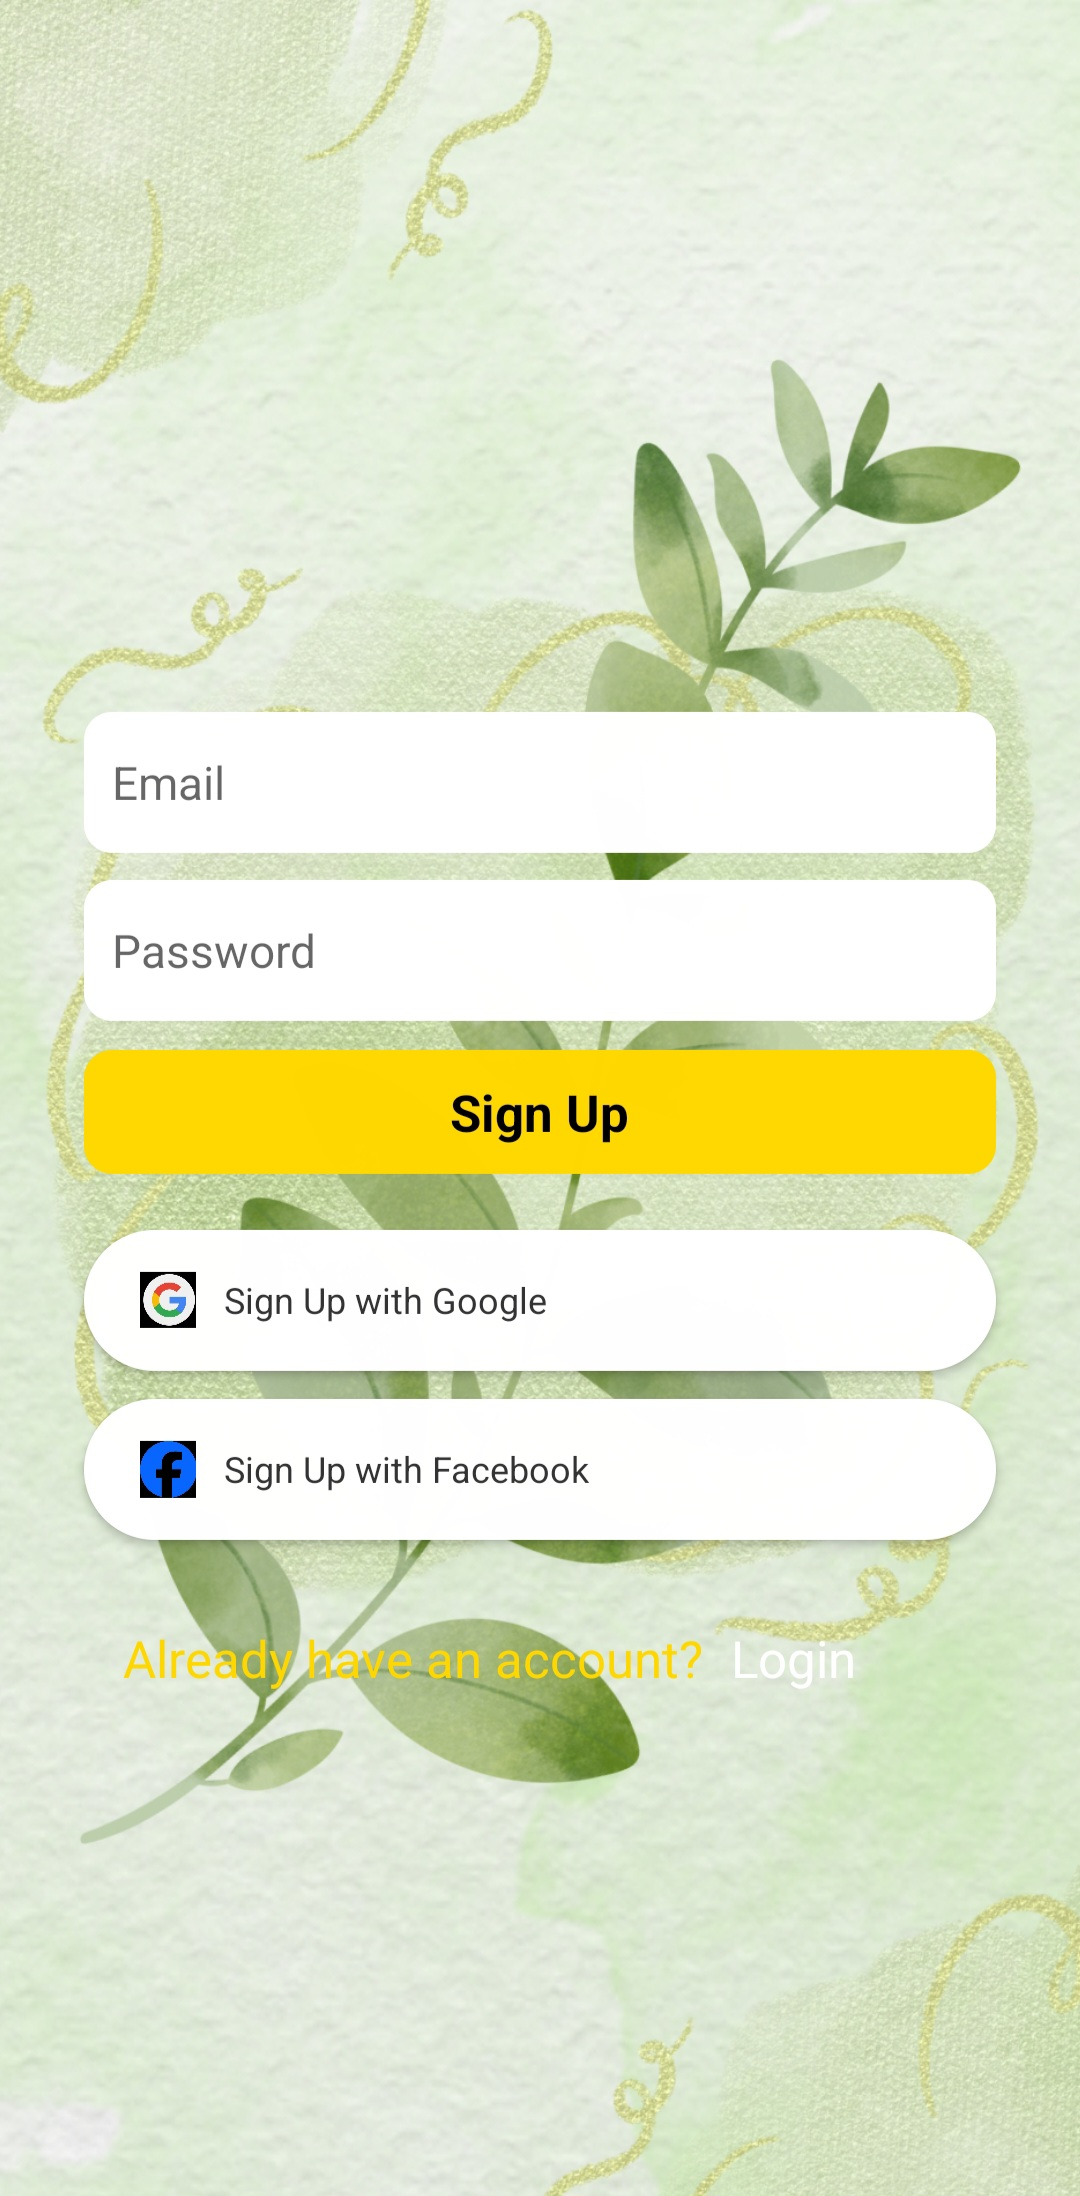 Email
Password
Sign Up
Sign Up with Google
Sign Up with Facebook
Already have an account? Login